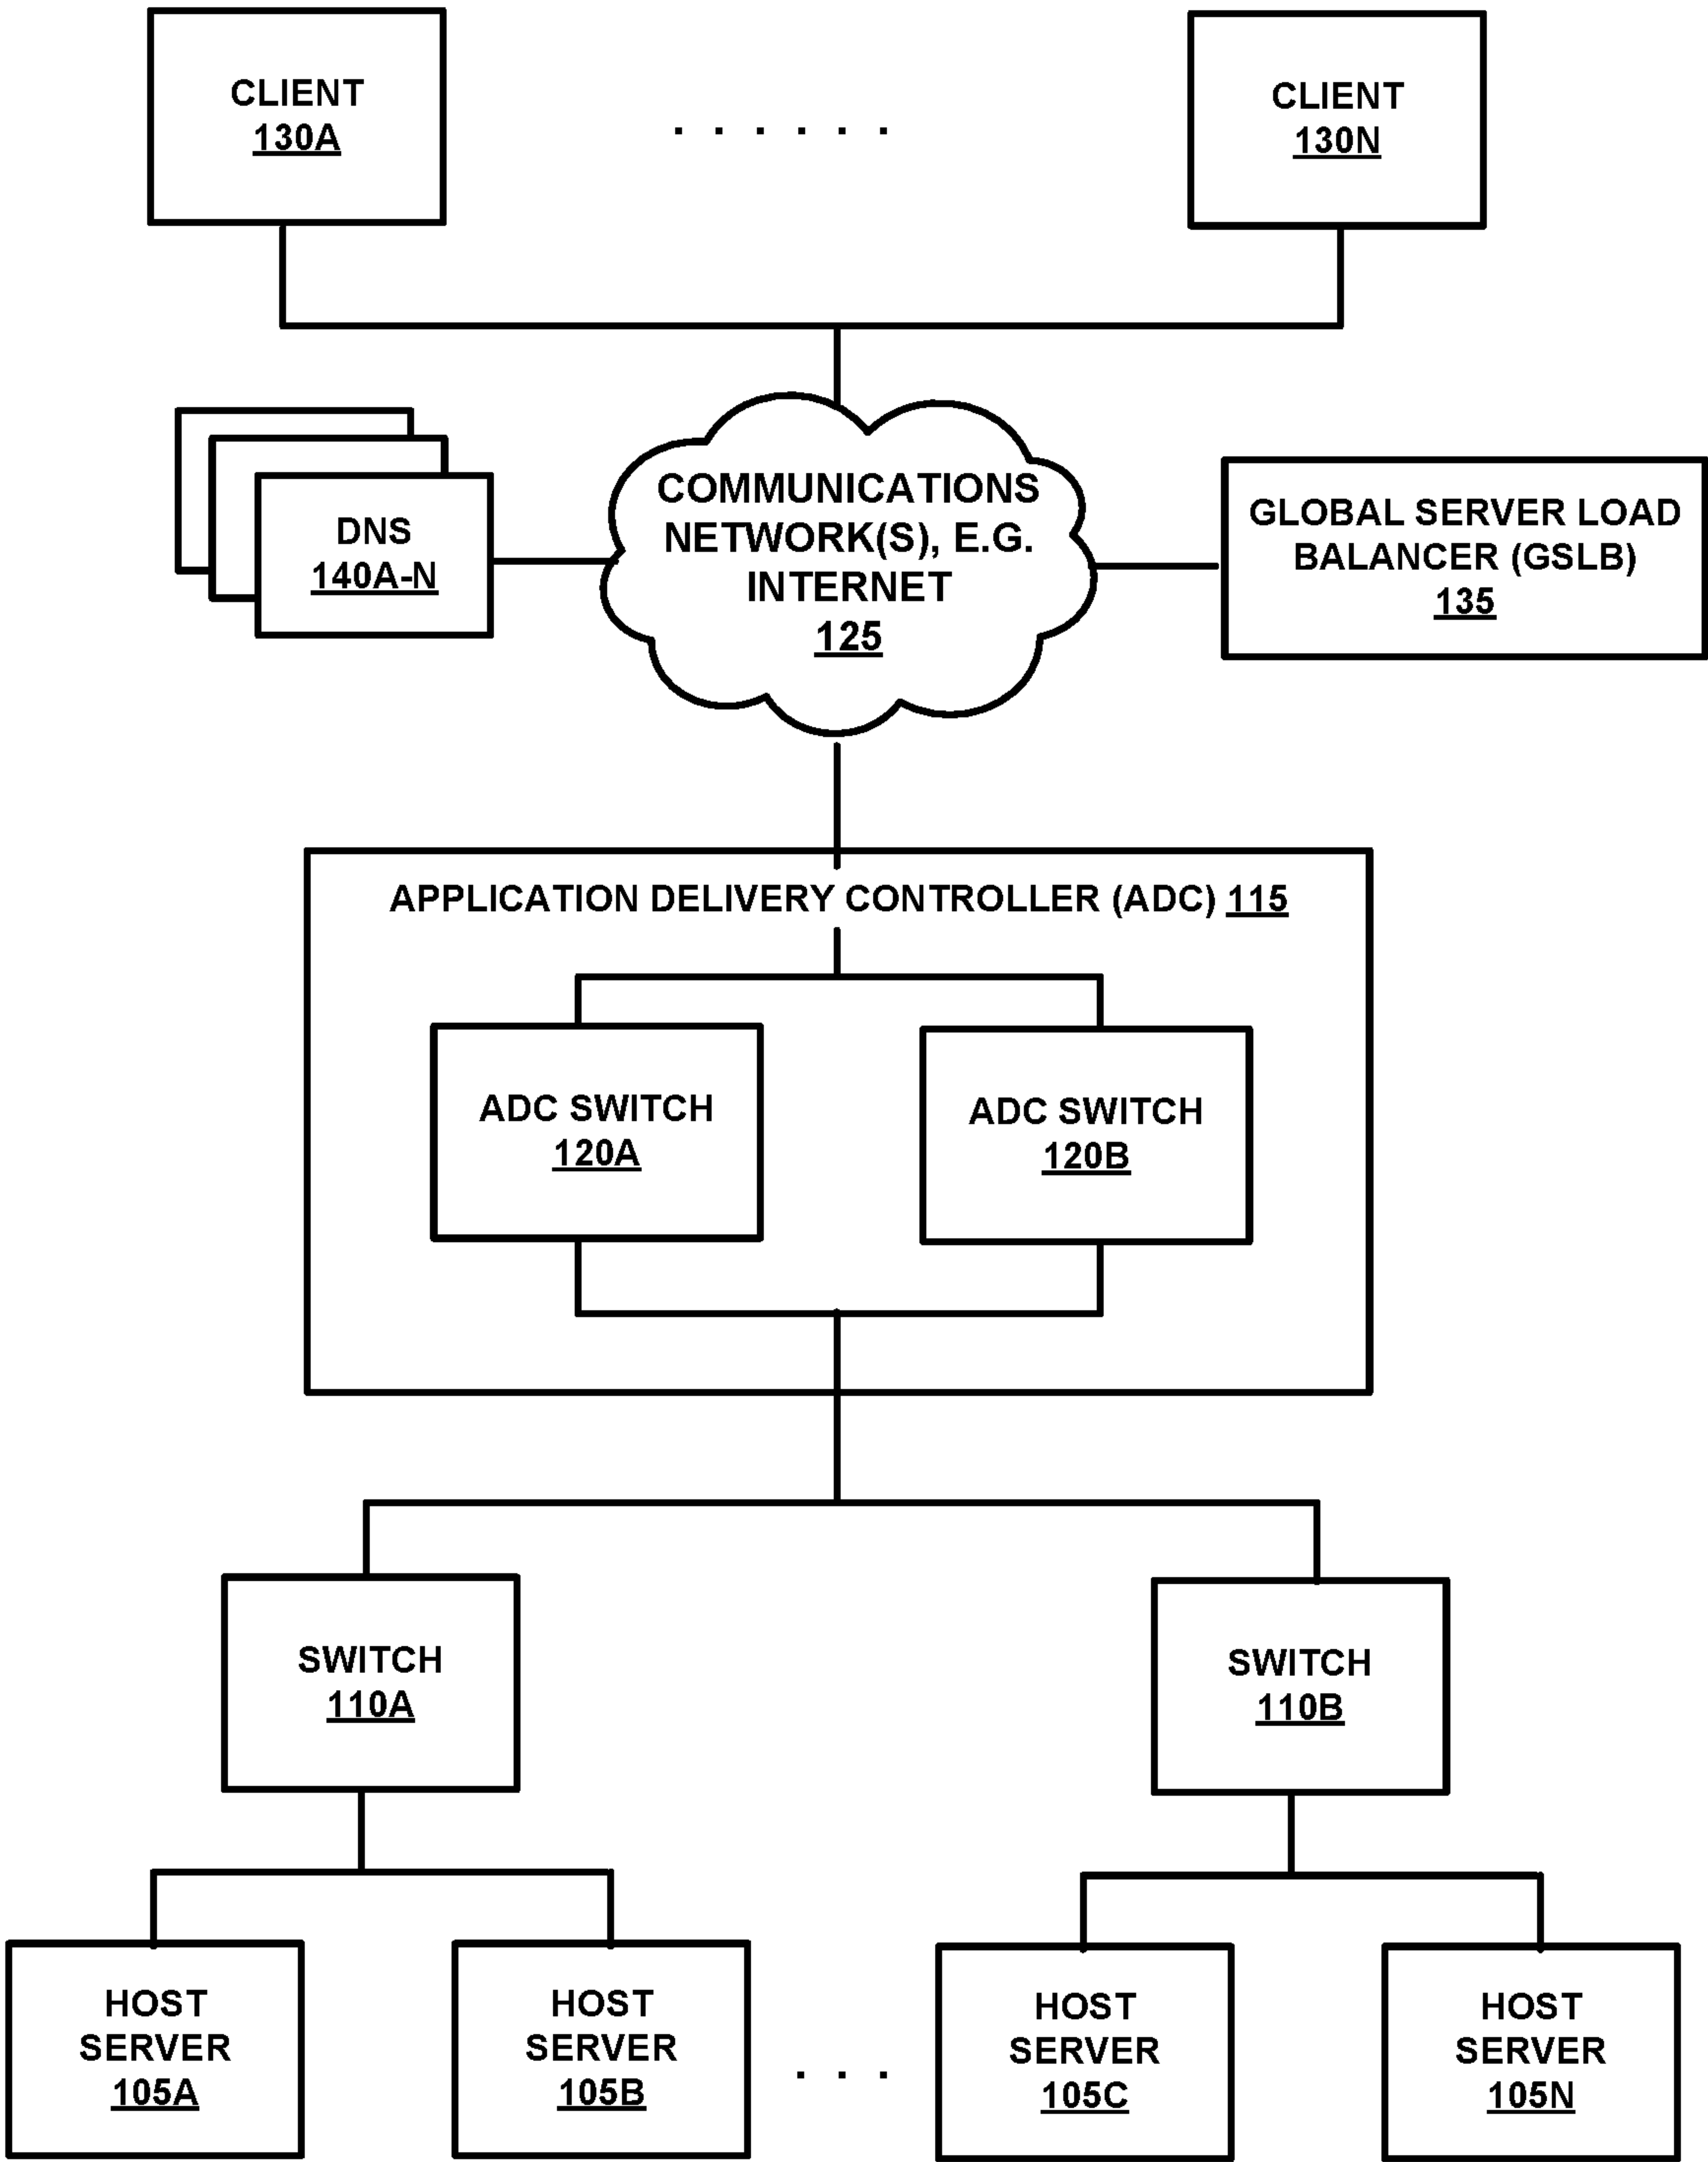 CLIENT
130A
. . . . . .
CLIENT
130N
DNS
140A-N
COMMUNICATIONS
NETWORK(S), E.G.
INTERNET
125
GLOBAL SERVER LOAD
BALANCER (GSLB)
135
APPLICATION DELIVERY CONTROLLER (ADC) 115
ADC SWITCH
120A
ADC SWITCH
120B
SWITCH
110A
SWITCH
110B
HOST
SERVER
105A
HOST
SERVER
105B
. . .
HOST
SERVER
105C
HOST
SERVER
105N